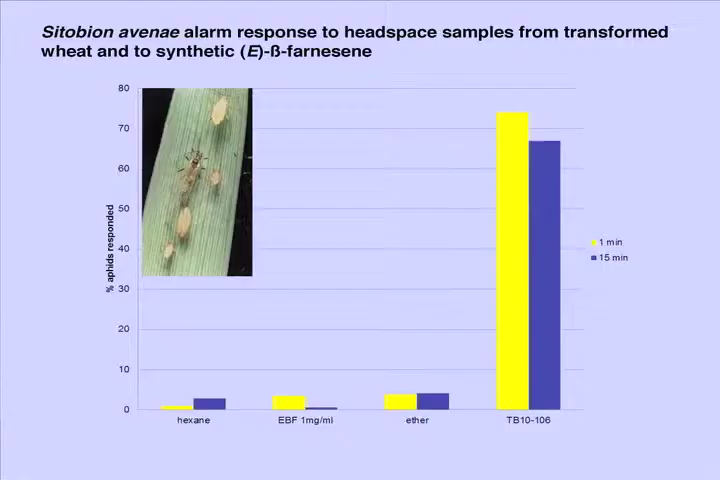 Sitobion avenae alarm response to headspace samples from transformed
wheat and to synthetic (E)-ß-farnesene
80
70
60
50
40
30
20
10
0
% aphids responded
1 min
15 min
hexane
EBF 1mg/ml
ether
TB10-106